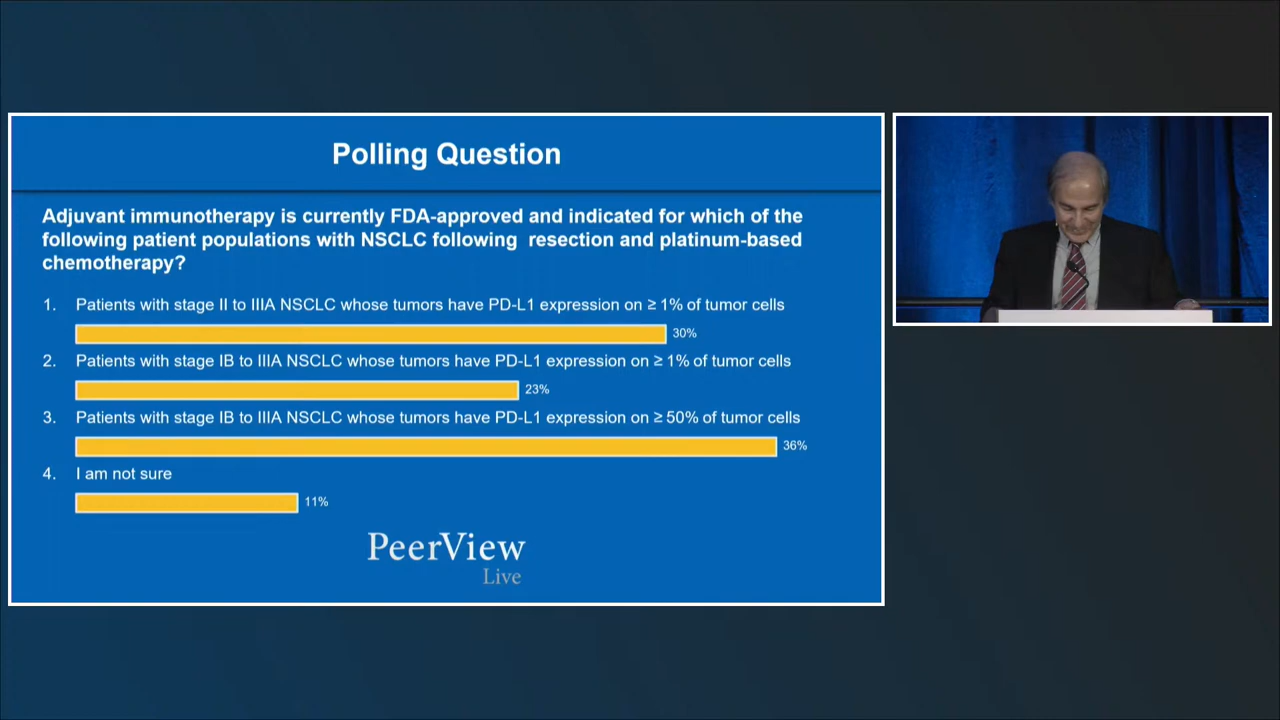 Polling Question
Adjuvant immunotherapy is currently FDA-approved and indicated for which of the
following patient populations with NSCLC following resection and platinum-based
chemotherapy?
1. Patients with stage II to IIIA NSCLC whose tumors have PD-L1 expression on ≥ 1% of tumor cells
30%
2. Patients with stage IB to IIIA NSCLC whose tumors have PD-L1 expression on ≥ 1% of tumor cells
23%
3. Patients with stage IB to IIIA NSCLC whose tumors have PD-L1 expression on ≥ 50% of tumor cells
36%
4. I am not sure
11%
PeerView
Live